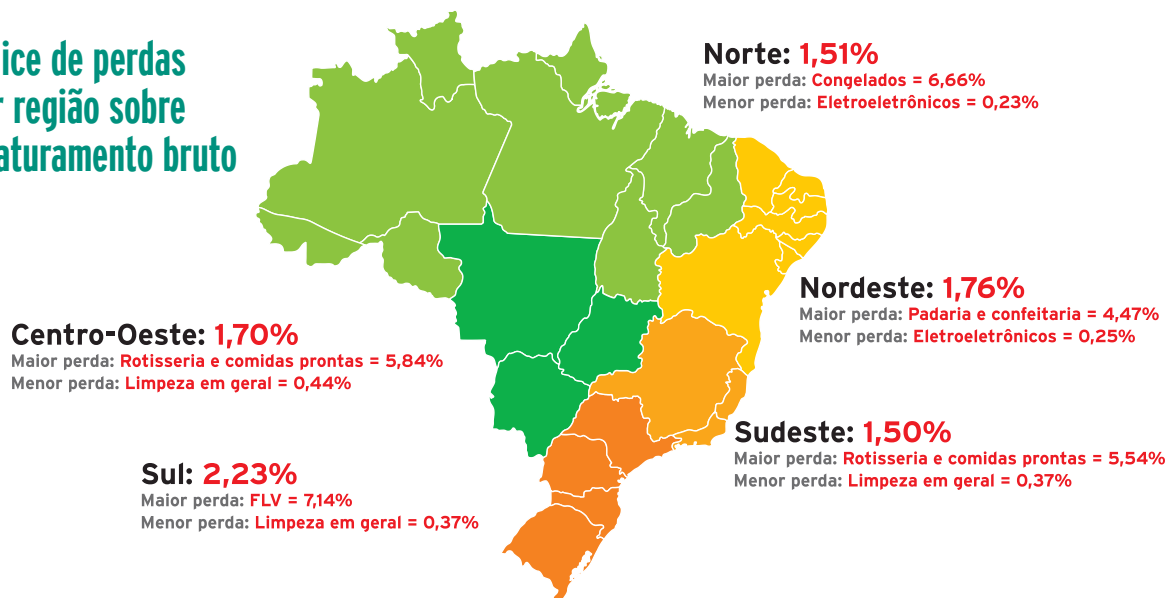 ice de perdas
r região sobre
aturamento bruto
Norte: 1,51%
Maior perda: Congelados = 6,66%
Menor perda: Eletroeletrônicos = 0,23%
Nordeste: 1,76%
Maior perda: Padaria e confeitaria = 4,47%
Menor perda: Eletroeletrônicos = 0,25%
Centro-Oeste: 1,70%
Maior perda: Rotisseria e comidas prontas = 5,84%
Menor perda: Limpeza em geral = 0,44%
Sudeste: 1,50%
Maior perda: Rotisseria e comidas prontas = 5,54%
Menor perda: Limpeza em geral = 0,37%
Sul: 2,23%
Maior perda: FLV = 7,14%
Menor perda: Limpeza em geral = 0,37%